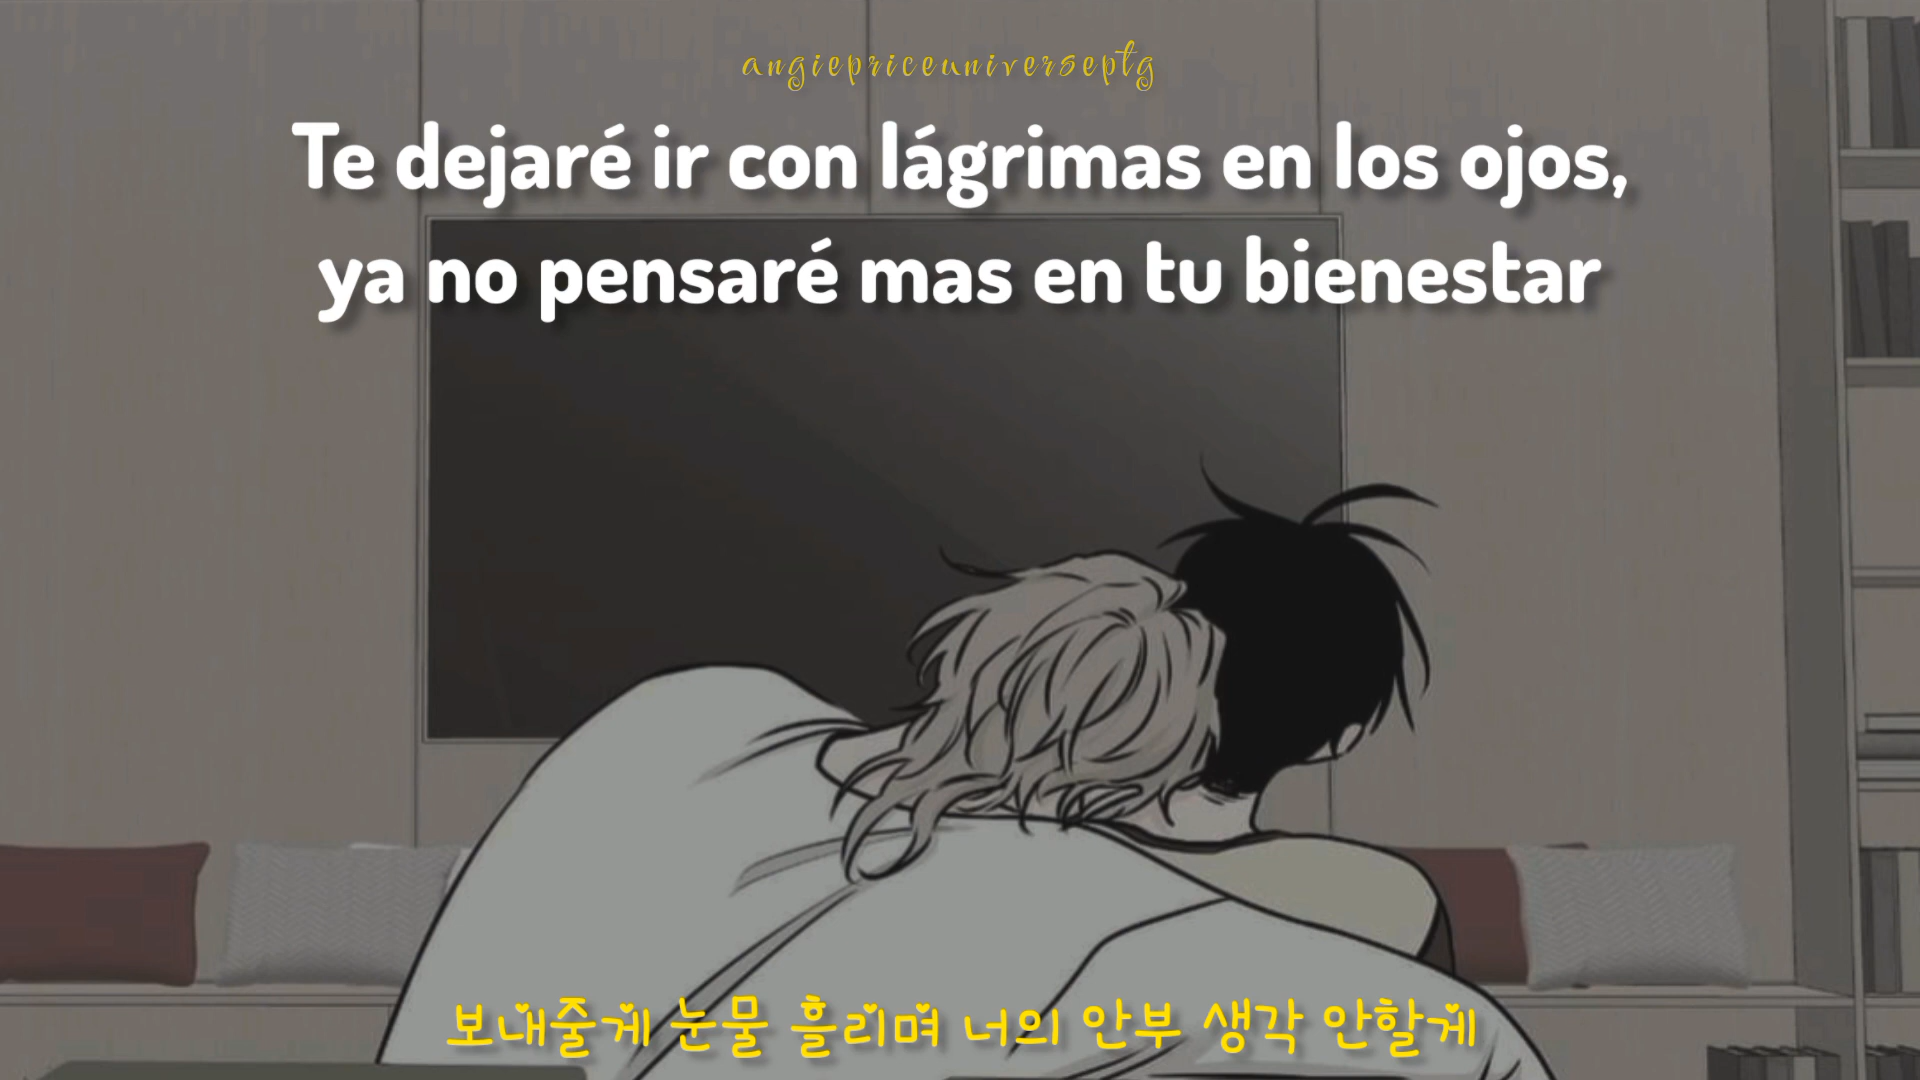 angiepriceuniverseptg
Te dejaré ir con lágrimas en los ojos,
ya no pensaré mas en tu bienestar
보내줄게 눈물 흘리며 너의 안부 생각 안할게